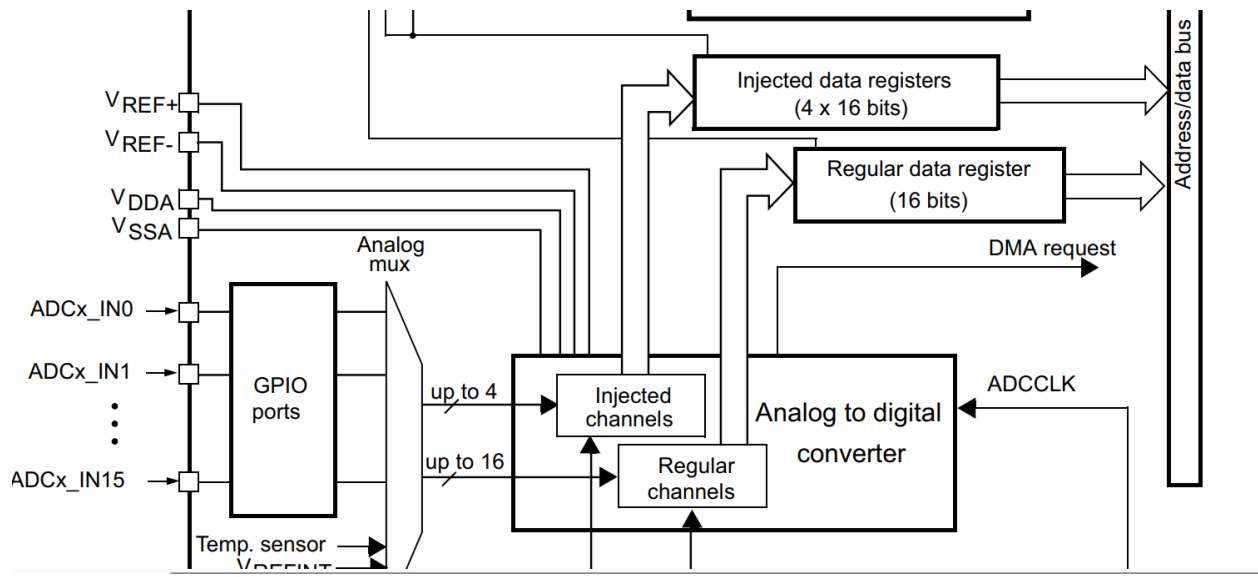 Address/data bus
Injected data registers
(4 x 16 bits)
VREF+
VREF-
Regular data register
(16 bits)
VDDA
VSSA
Analog
mux
DMA request
ADCx_IN0
ADCx_IN1
GPIO
ports
up to 4
Injected
channels
Analog to digital
converter
ADCCLK
up to 16
Regular
channels
ADCx_IN15
Temp. sensor
VREFINT